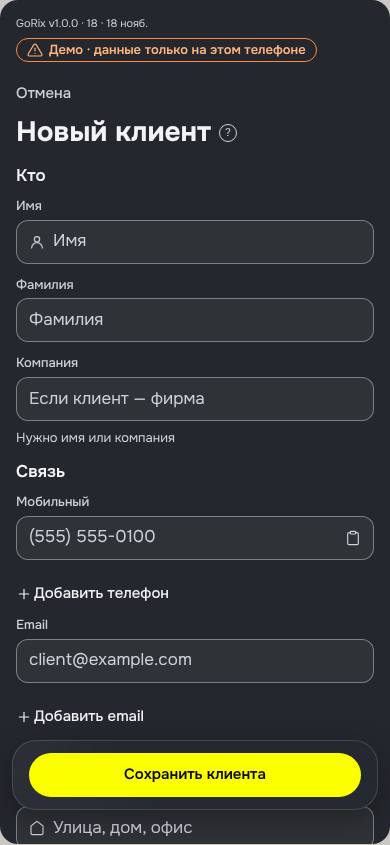 GoRix v1.0.0 · 18 · 18 нояб.
Демо · данные только на этом телефоне
Отмена
Новый клиент ?
Кто
Имя
Имя
Фамилия
Фамилия
Компания
Если клиент — фирма
Нужно имя или компания
Связь
Мобильный
(555) 555-0100
+ Добавить телефон
Email
client@example.com
+ Добавить email
Сохранить клиента
Улица, дом, офис